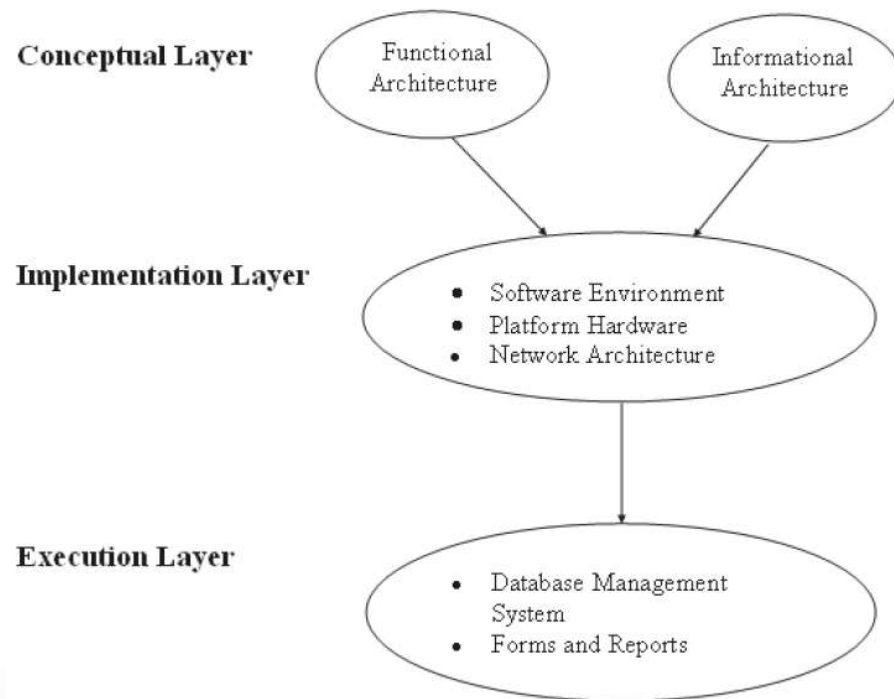 Conceptual Layer
Functional
Architecture
Informational
Architecture
Implementation Layer
• Software Environment
• Platform Hardware
• Network Architecture
Execution Layer
• Database Management
System
• Forms and Reports